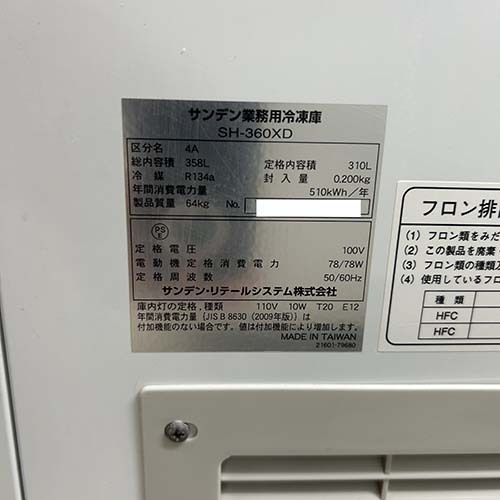 サンデン業務用冷凍庫
SH-360XD
区分名 4A
総内容積 358L 定格内容積 310L
冷媒 R134a 封入量 0.200kg
年間消費電力量 510kWh／年
製品質量 64kg No.
PS E
定格電圧 100V
電動機定格消費電力 78/78W
定格周波数 50/60Hz
サンデン・リテールシステム株式会社
庫内灯の定格，種類 110V 10W T20 E12
年間消費電力量｛JIS B 8630（2009年版）｝は
付加機能のない場合です。値は付加機能により増加します。
MADE IN TAIWAN
21601-79680
フロン排
(1) フロン類をみだ
(2) この製品を廃棄
(3) フロン類の種類及
(4) 使用しているフロ
種類
HFC
HFC